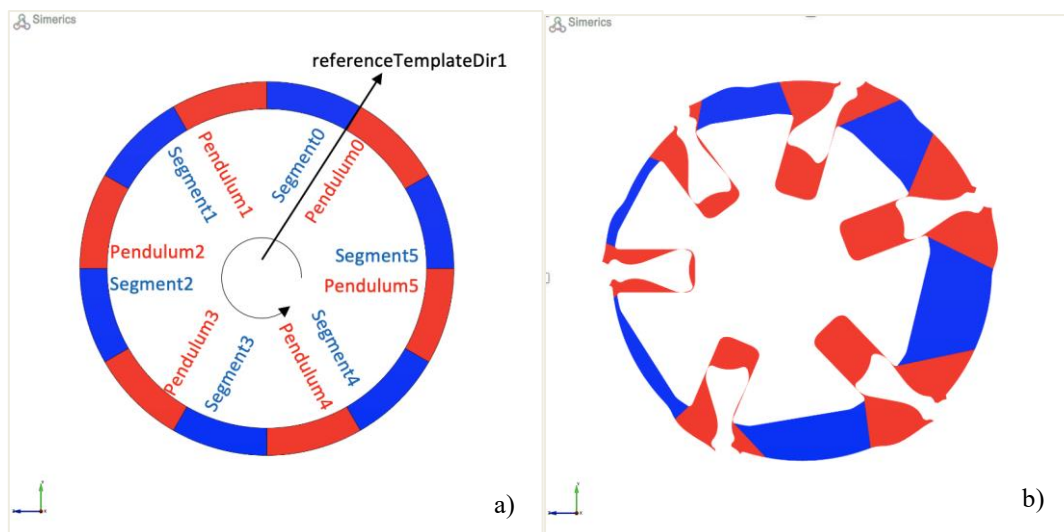 Simerics
referenceTemplateDir1
Pendulum1
Segment0
Segment1
Pendulum0
Pendulum2
Segment5
Segment2
Pendulum5
Pendulum3
Segment3
Pendulum4
Segment4
a)
Simerics
b)